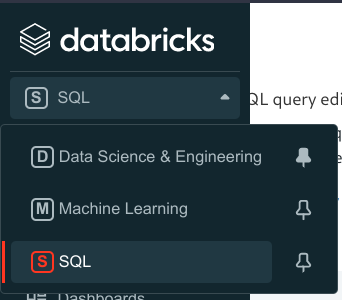 databricks
S SQL
QL query edi
D Data Science & Engineering
M Machine Learning
S SQL
Dashboards